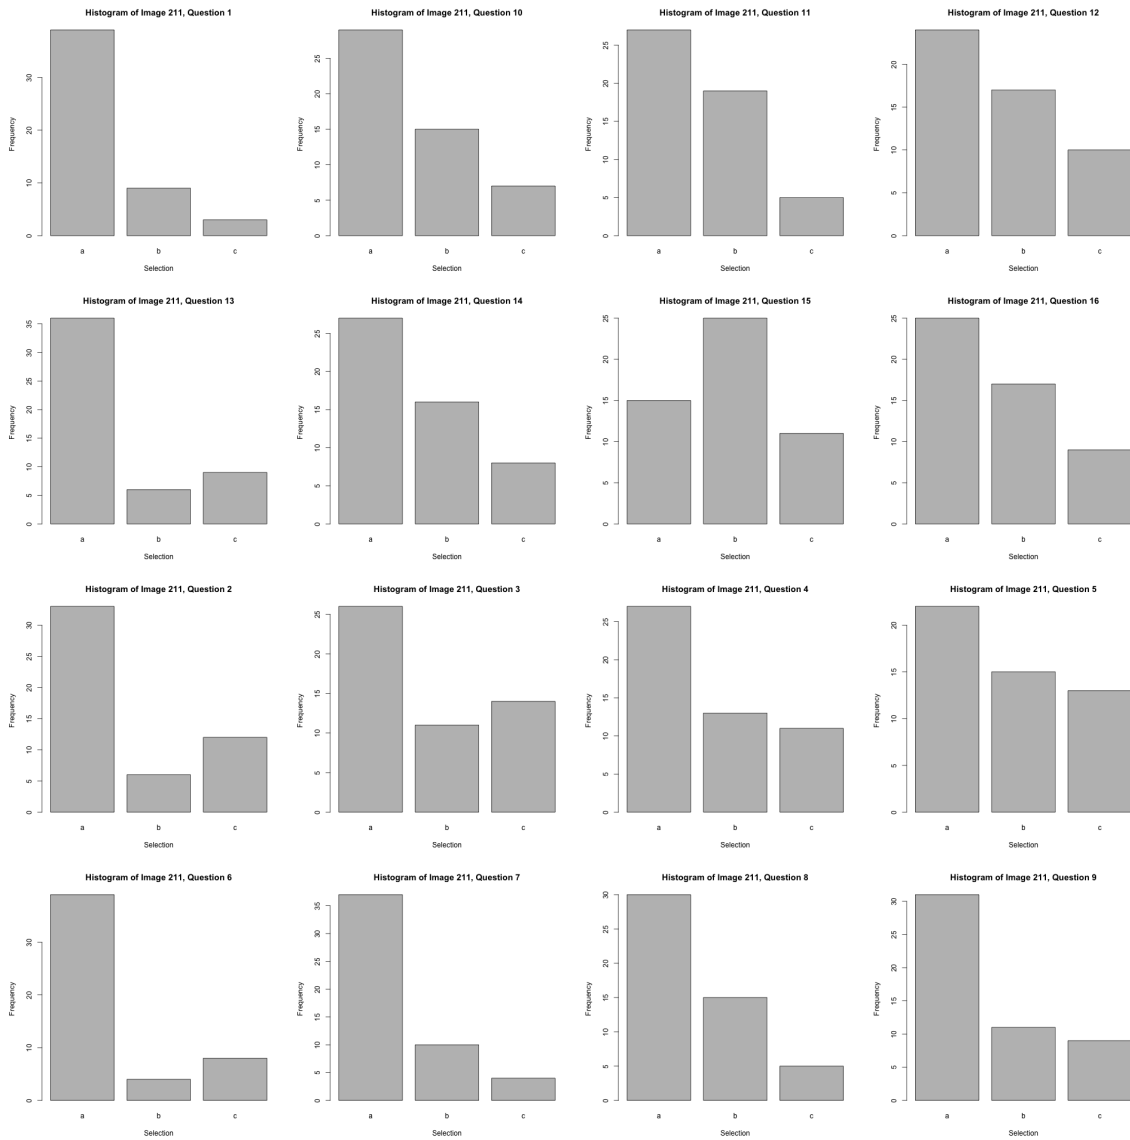 Histogram of Image 211, Question 1
Frequency
0 10 20 30
a b c
Selection
Histogram of Image 211, Question 10
Frequency
0 5 10 15 20 25
a b c
Selection
Histogram of Image 211, Question 11
Frequency
0 5 10 15 20 25
a b c
Selection
Histogram of Image 211, Question 12
Frequency
0 5 10 15 20
a b c
Selection
Histogram of Image 211, Question 13
Frequency
0 5 10 15 20 25 30 35
a b c
Selection
Histogram of Image 211, Question 14
Frequency
0 5 10 15 20 25
a b c
Selection
Histogram of Image 211, Question 15
Frequency
0 5 10 15 20 25
a b c
Selection
Histogram of Image 211, Question 16
Frequency
0 5 10 15 20 25
a b c
Selection
Histogram of Image 211, Question 2
Frequency
0 5 10 15 20 25 30
a b c
Selection
Histogram of Image 211, Question 3
Frequency
0 5 10 15 20 25
a b c
Selection
Histogram of Image 211, Question 4
Frequency
0 5 10 15 20 25
a b c
Selection
Histogram of Image 211, Question 5
Frequency
0 5 10 15 20
a b c
Selection
Histogram of Image 211, Question 6
Frequency
0 10 20 30
a b c
Selection
Histogram of Image 211, Question 7
Frequency
0 5 10 15 20 25 30 35
a b c
Selection
Histogram of Image 211, Question 8
Frequency
0 5 10 15 20 25 30
a b c
Selection
Histogram of Image 211, Question 9
Frequency
0 5 10 15 20 25 30
a b c
Selection